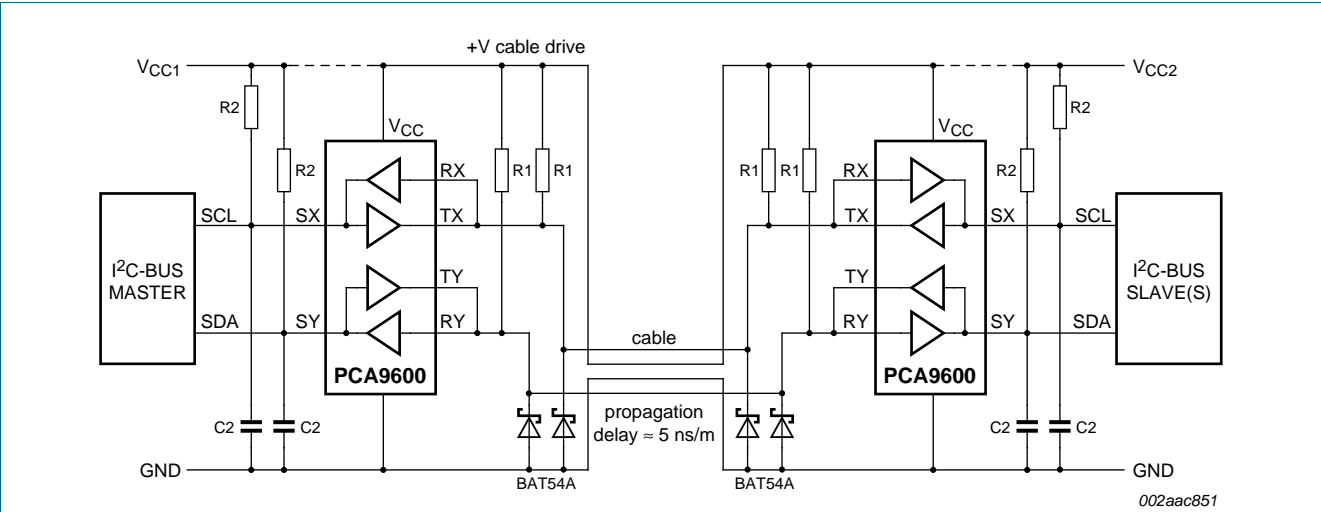 +V cable drive
VCC1 VCC2
R2 R2
VCC VCC
R2 R1 R1 R1 R1 R2
RX RX
SCL SX TX TX SX SCL
I2C-BUS
MASTER
I2C-BUS
SLAVE(S)
TY TY
SDA SY RY RY SY SDA
cable
PCA9600 PCA9600
propagation
delay ≈ 5 ns/m
C2 C2 C2 C2
GND GND
BAT54A BAT54A
002aac851